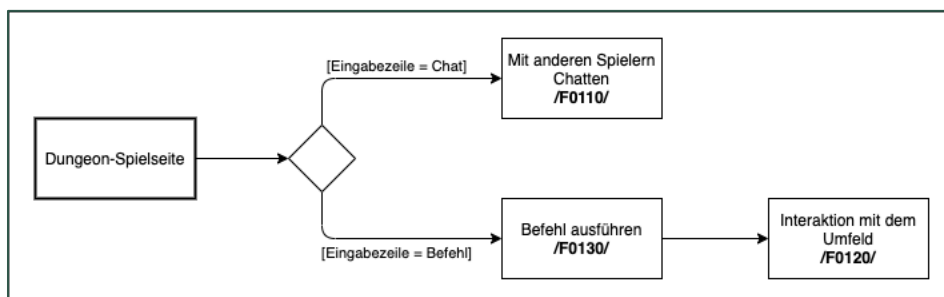 Dungeon-Spielseite
[Eingabezeile = Chat]
Mit anderen Spielern
Chatten
/F0110/
[Eingabezeile = Befehl]
Befehl ausführen
/F0130/
Interaktion mit dem
Umfeld
/F0120/